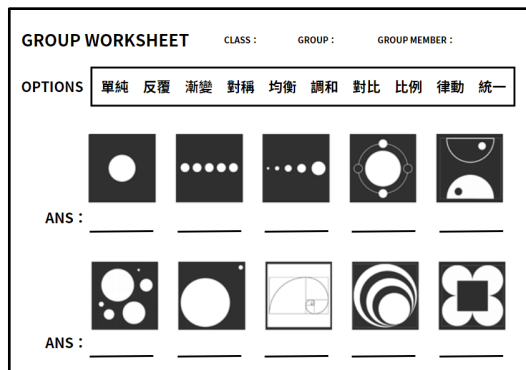 GROUP WORKSHEET CLASS： GROUP： GROUP MEMBER：
OPTIONS 單純 反覆 漸變 對稱 均衡 調和 對比 比例 律動 統一
ANS：
ANS：